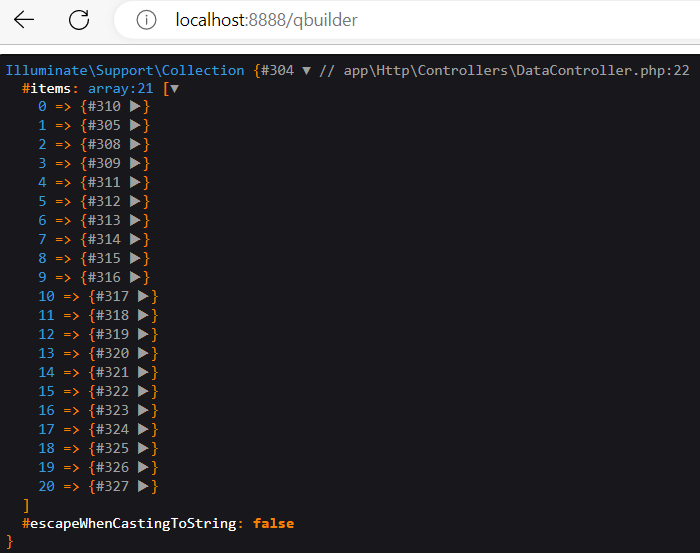 localhost:8888/qbuilder
Illuminate\Support\Collection {#304 ▼ // app\Http\Controllers\DataController.php:22
#items: array:21 [▼
0 => {#310 ▶}
1 => {#305 ▶}
2 => {#308 ▶}
3 => {#309 ▶}
4 => {#311 ▶}
5 => {#312 ▶}
6 => {#313 ▶}
7 => {#314 ▶}
8 => {#315 ▶}
9 => {#316 ▶}
10 => {#317 ▶}
11 => {#318 ▶}
12 => {#319 ▶}
13 => {#320 ▶}
14 => {#321 ▶}
15 => {#322 ▶}
16 => {#323 ▶}
17 => {#324 ▶}
18 => {#325 ▶}
19 => {#326 ▶}
20 => {#327 ▶}
]
#escapeWhenCastingToString: false
}